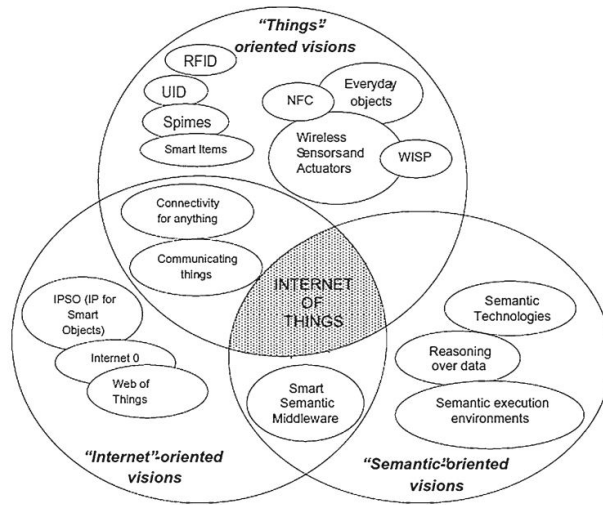 “Things”-
oriented visions
RFID
UID
Spimes
Smart Items
NFC
Everyday
objects
Wireless
Sensors and
Actuators
WISP
Connectivity
for anything
Communicating
things
INTERNET
OF
THINGS
IPSO (IP for
Smart
Objects)
Internet 0
Web of
Things
Smart
Semantic
Middleware
Semantic
Technologies
Reasoning
over data
Semantic execution
environments
“Internet”-oriented
visions
“Semantic”-oriented
visions